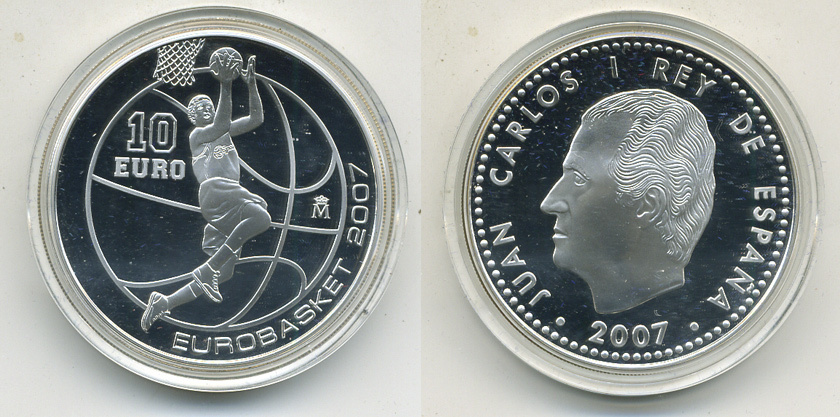 10
EURO
M
EUROBASKET 2007
JUAN CARLOS I REY DE ESPAÑA
2007